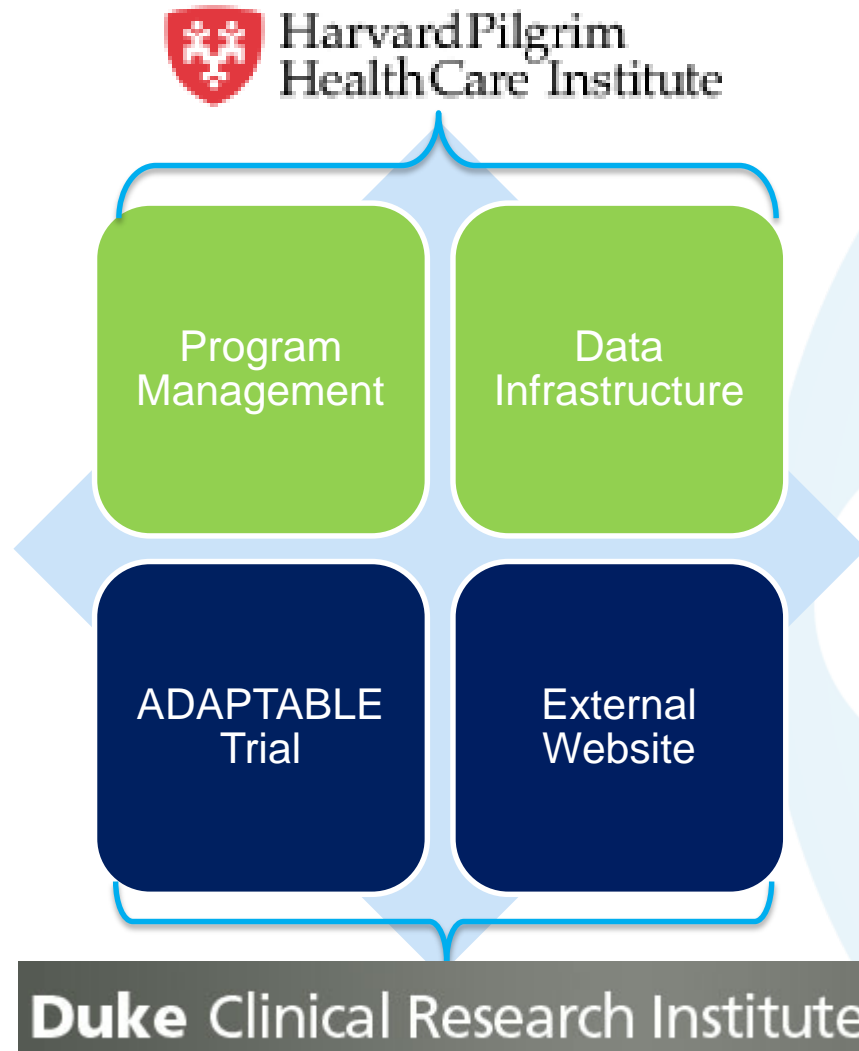 HarvardPilgrim
HealthCare Institute
Program
Management
Data
Infrastructure
ADAPTABLE
Trial
External
Website
Duke Clinical Research Institute